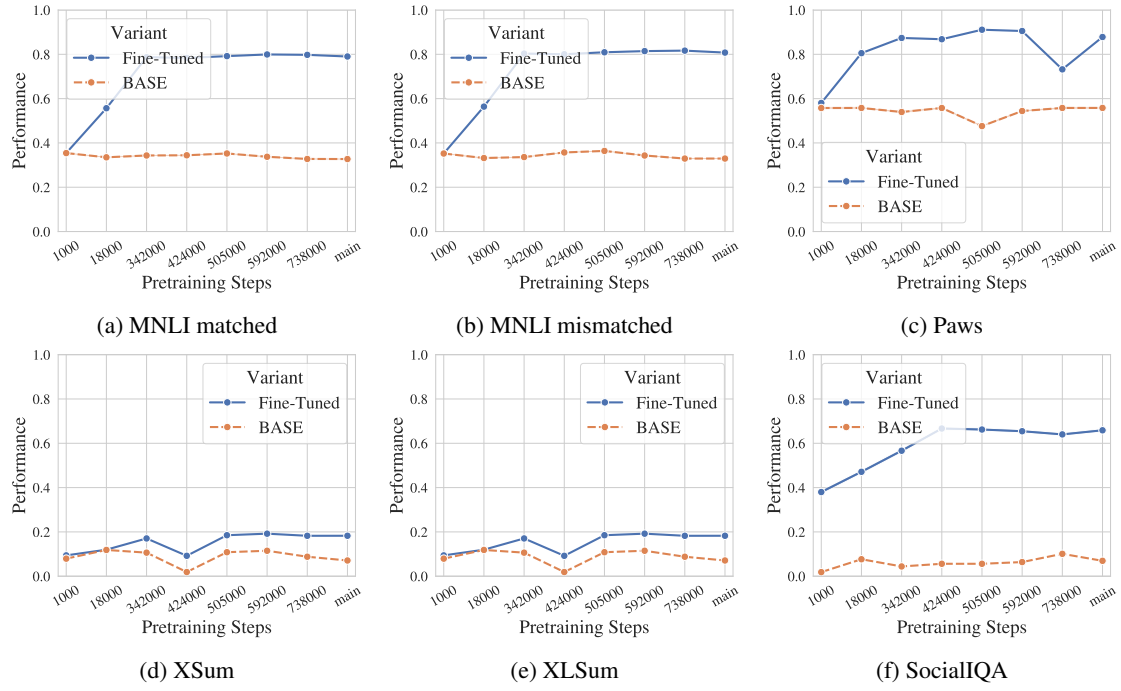 1.0
0.8
0.6
0.4
0.2
0.0
Performance
Variant
Fine-Tuned
BASE
1000
18000
342000
424000
505000
592000
738000
main
Pretraining Steps
(a) MNLI matched
1.0
0.8
0.6
0.4
0.2
0.0
Performance
Variant
Fine-Tuned
BASE
1000
18000
342000
424000
505000
592000
738000
main
Pretraining Steps
(b) MNLI mismatched
1.0
0.8
0.6
0.4
0.2
0.0
Performance
Variant
Fine-Tuned
BASE
1000
18000
342000
424000
505000
592000
738000
main
Pretraining Steps
(c) Paws
1.0
0.8
0.6
0.4
0.2
0.0
Performance
Variant
Fine-Tuned
BASE
1000
18000
342000
424000
505000
592000
738000
main
Pretraining Steps
(d) XSum
1.0
0.8
0.6
0.4
0.2
0.0
Performance
Variant
Fine-Tuned
BASE
1000
18000
342000
424000
505000
592000
738000
main
Pretraining Steps
(e) XLSum
1.0
0.8
0.6
0.4
0.2
0.0
Performance
Variant
Fine-Tuned
BASE
1000
18000
342000
424000
505000
592000
738000
main
Pretraining Steps
(f) SocialIQA